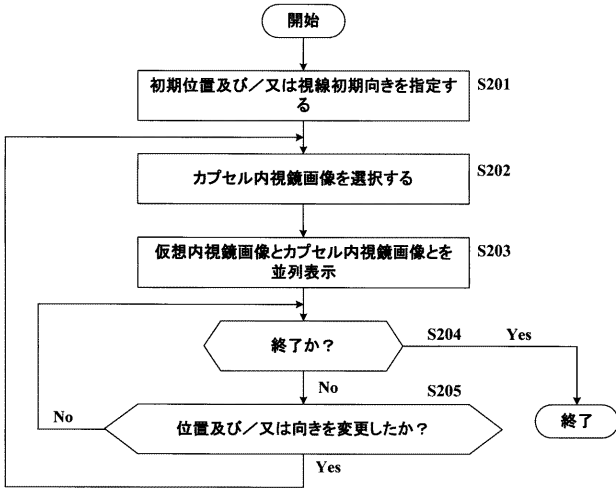 開始
初期位置及び／又は視線初期向きを指定す
る
S201
カプセル内視鏡画像を選択する
S202
仮想内視鏡画像とカプセル内視鏡画像とを
並列表示
S203
終了か？
S204
Yes
No
S205
位置及び／又は向きを変更したか？
No
終了
Yes